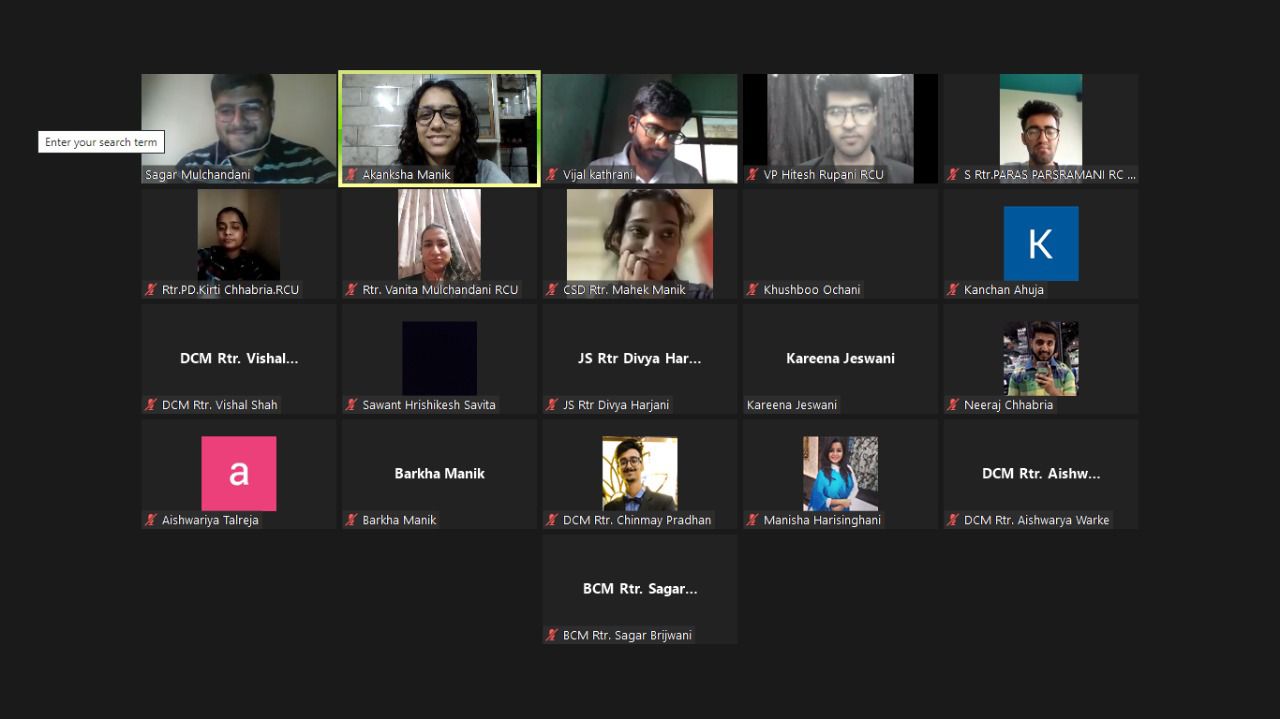 Enter your search term
Sagar Mulchandani
Akanksha Manik
Vijal kathrani
VP Hitesh Rupani RCU
S Rtr.PARAS PARSRAMANI RC ...
Rtr.PD.Kirti Chhabria.RCU
Rtr. Vanita Mulchandani RCU
CSD Rtr. Mahek Manik
Khushboo Ochani
K
Kanchan Ahuja
DCM Rtr. Vishal...
DCM Rtr. Vishal Shah
Sawant Hrishikesh Savita
JS Rtr Divya Har...
JS Rtr Divya Harjani
Kareena Jeswani
Kareena Jeswani
Neeraj Chhabria
a
Aishwariya Talreja
Barkha Manik
Barkha Manik
DCM Rtr. Chinmay Pradhan
Manisha Harisinghani
DCM Rtr. Aishw...
DCM Rtr. Aishwarya Warke
BCM Rtr. Sagar...
BCM Rtr. Sagar Brijwani